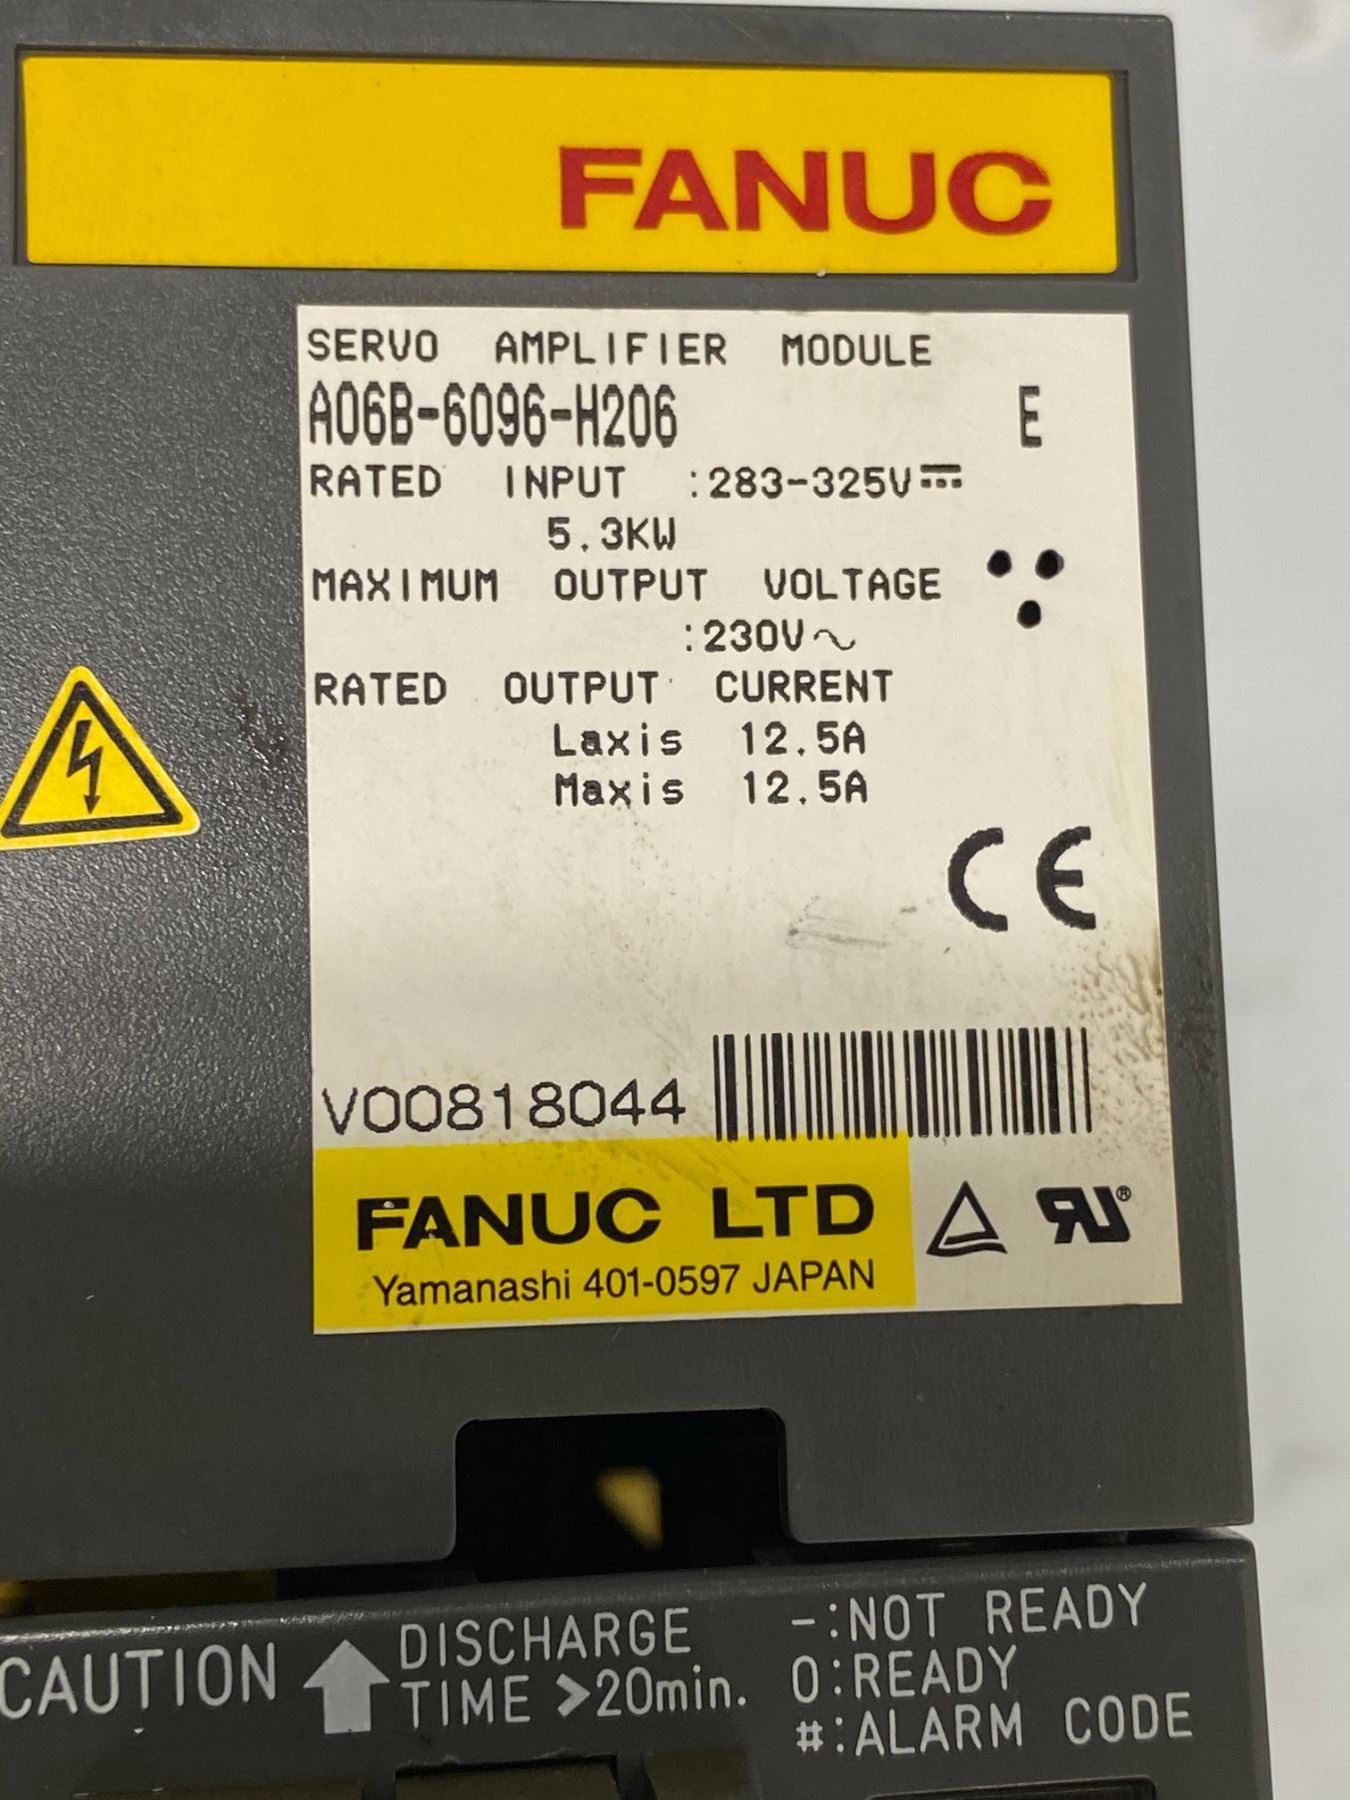 FANUC
SERVO AMPLIFIER MODULE
A06B-6096-H206 E
RATED INPUT :283-325V⎓
5.3KW
MAXIMUM OUTPUT VOLTAGE
:230V~
RATED OUTPUT CURRENT
Laxis 12.5A
Maxis 12.5A
CE
V00818044
FANUC LTD
Yamanashi 401-0597 JAPAN
RU®
CAUTION
DISCHARGE
TIME >20min.
-:NOT READY
0:READY
#:ALARM CODE